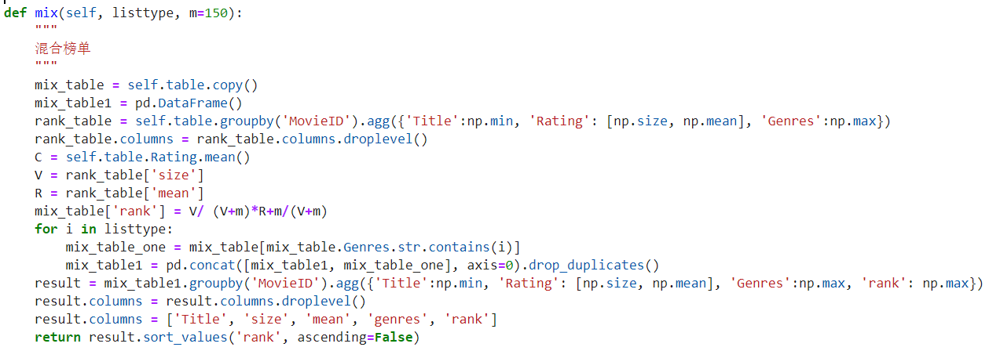 def mix(self, listtype, m=150):
    """
    混合榜单
    """
    mix_table = self.table.copy()
    mix_table1 = pd.DataFrame()
    rank_table = self.table.groupby('MovieID').agg({'Title':np.min, 'Rating': [np.size, np.mean], 'Genres':np.max})
    rank_table.columns = rank_table.columns.droplevel()
    C = self.table.Rating.mean()
    V = rank_table['size']
    R = rank_table['mean']
    mix_table['rank'] = V/ (V+m)*R+m/(V+m)
    for i in listtype:
        mix_table_one = mix_table[mix_table.Genres.str.contains(i)]
        mix_table1 = pd.concat([mix_table1, mix_table_one], axis=0).drop_duplicates()
    result = mix_table1.groupby('MovieID').agg({'Title':np.min, 'Rating': [np.size, np.mean], 'Genres':np.max, 'rank': np.max})
    result.columns = result.columns.droplevel()
    result.columns = ['Title', 'size', 'mean', 'genres', 'rank']
    return result.sort_values('rank', ascending=False)